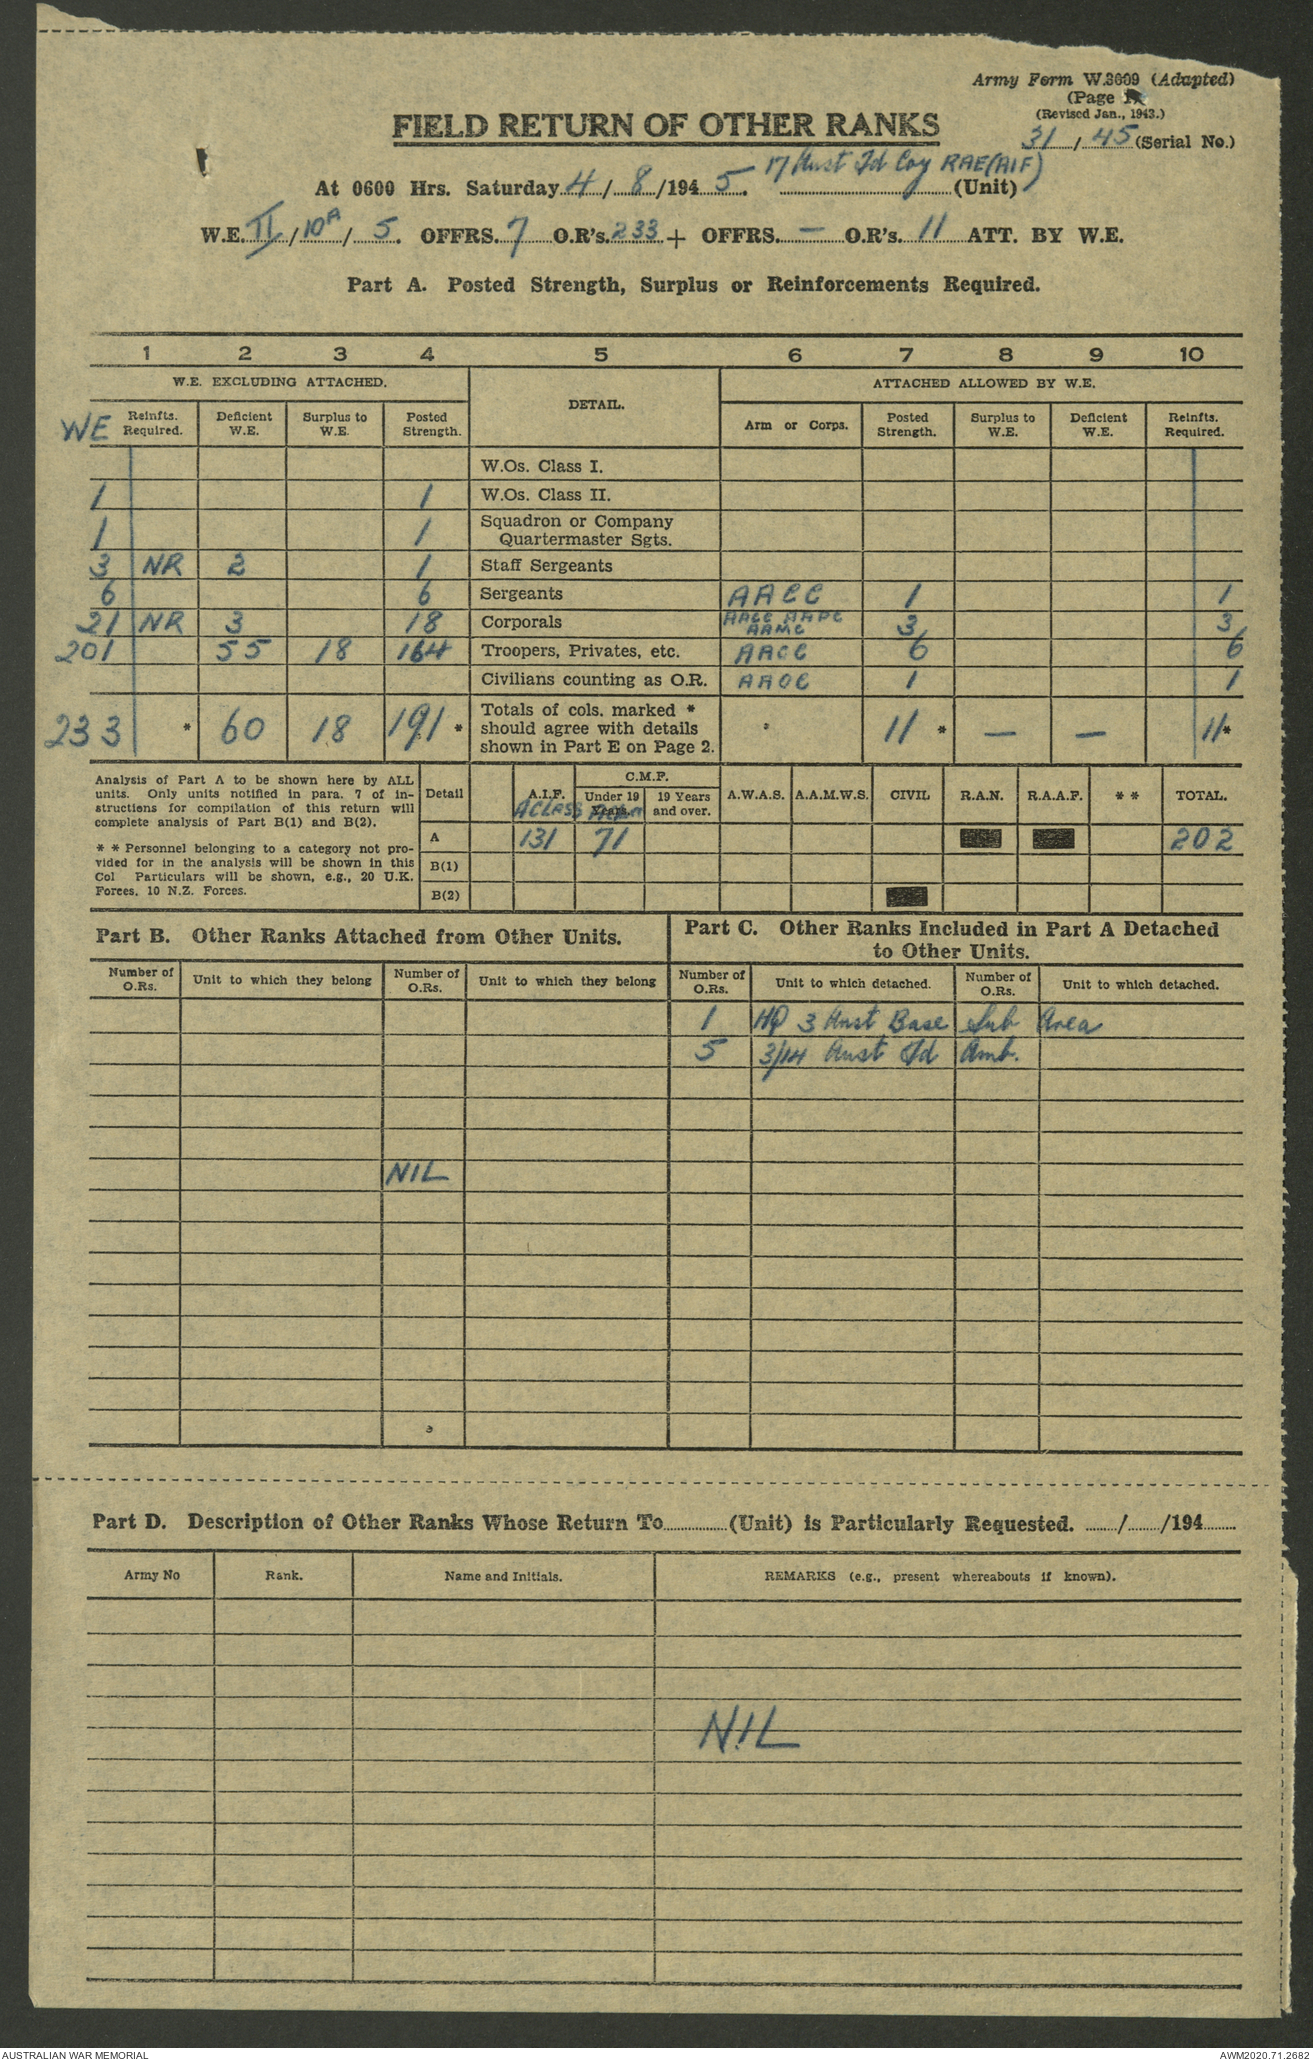 Army Form W.3609 (Adapted)
(Page 1)
(Revised Jan., 1943.)
FIELD RETURN OF OTHER RANKS
31/45 (Serial No.)
At 0600 Hrs. Saturday 4/8/1945. 17 Aust Fd Coy RAE(AIF) (Unit)
W.E. II/10A/5. OFFRS. 7 O.R's. 233 + OFFRS. — O.R's. 11 ATT. BY W.E.
Part A. Posted Strength, Surplus or Reinforcements Required.
1 2 3 4 5 6 7 8 9 10
W.E. EXCLUDING ATTACHED. DETAIL. ATTACHED ALLOWED BY W.E.
WE Reinfts. Required. Deficient W.E. Surplus to W.E. Posted Strength. Arm or Corps. Posted Strength. Surplus to W.E. Deficient W.E. Reinfts. Required.
W.Os. Class I.
1 1 W.Os. Class II.
1 1 Squadron or Company Quartermaster Sgts.
3 NR 2 1 Staff Sergeants
6 6 Sergeants AACC 1 1
21 NR 3 18 Corporals AACC AAPC AAMC 3 3
201 55 18 164 Troopers, Privates, etc. AACC 6 6
Civilians counting as O.R. AAOC 1 1
233 * 60 18 191 * Totals of cols. marked * should agree with details shown in Part E on Page 2. 11 * — — 11 *
Analysis of Part A to be shown here by ALL
units. Only units notified in para. 7 of in-
structions for compilation of this return will
complete analysis of Part B(1) and B(2).
* * Personnel belonging to a category not pro-
vided for in the analysis will be shown in this
Col Particulars will be shown, e.g., 20 U.K.
Forces, 10 N.Z. Forces.
Detail A.I.F. C.M.F. A.W.A.S. A.A.M.W.S. CIVIL R.A.N. R.A.A.F. * * TOTAL.
Under 19 Years. 19 Years and over.
A CLASS
A 131 71 202
B(1)
B(2)
Part B. Other Ranks Attached from Other Units.
Part C. Other Ranks Included in Part A Detached
to Other Units.
Number of O.Rs. Unit to which they belong Number of O.Rs. Unit to which they belong Number of O.Rs. Unit to which detached. Number of O.Rs. Unit to which detached.
1 HQ 3 Aust Base Sub Area
5 3/14 Aust Fd Amb.
NIL
Part D. Description of Other Ranks Whose Return To (Unit) is Particularly Requested. / /194
Army No Rank. Name and Initials. REMARKS (e.g., present whereabouts if known).
NIL
AUSTRALIAN WAR MEMORIAL AWM2020.71.2682